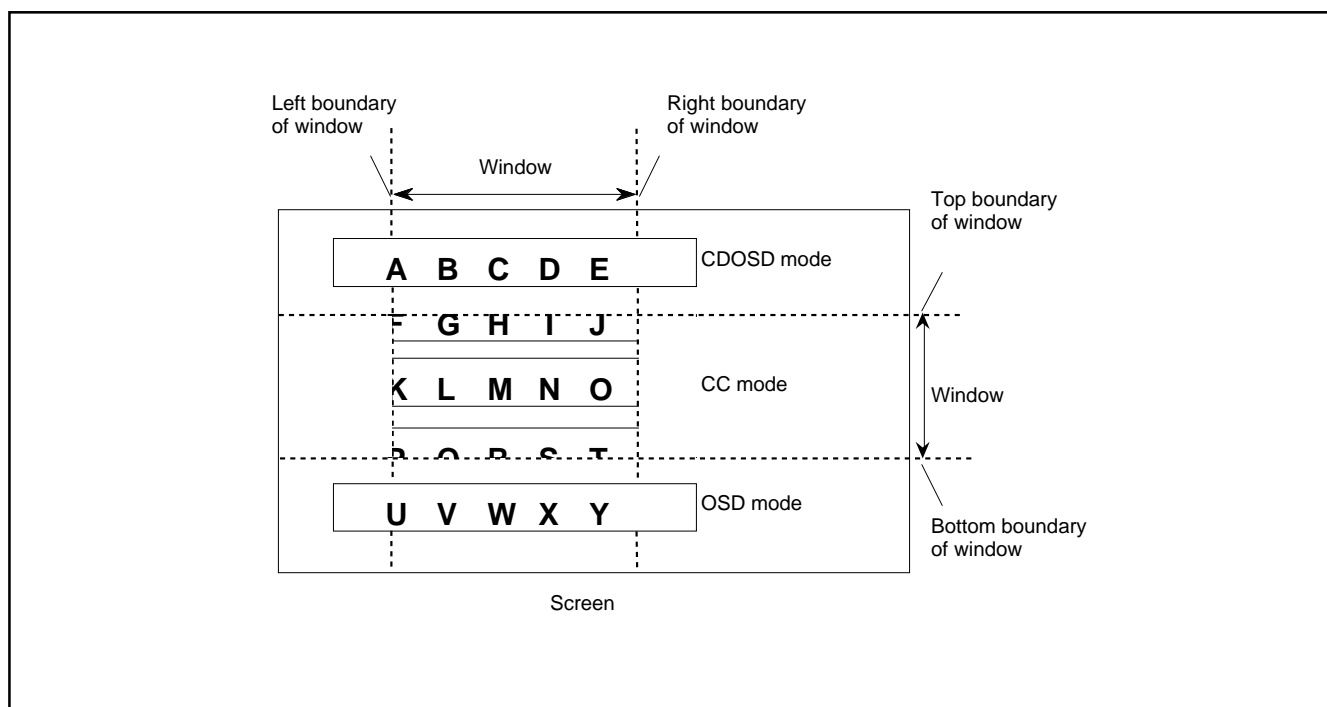 Left boundary
of window
Right boundary
of window
Window
Top boundary
of window
A B C D E
CDOSD mode
F G H I J
K L M N O
CC mode
Window
P Q R S T
U V W X Y
OSD mode
Bottom boundary
of window
Screen